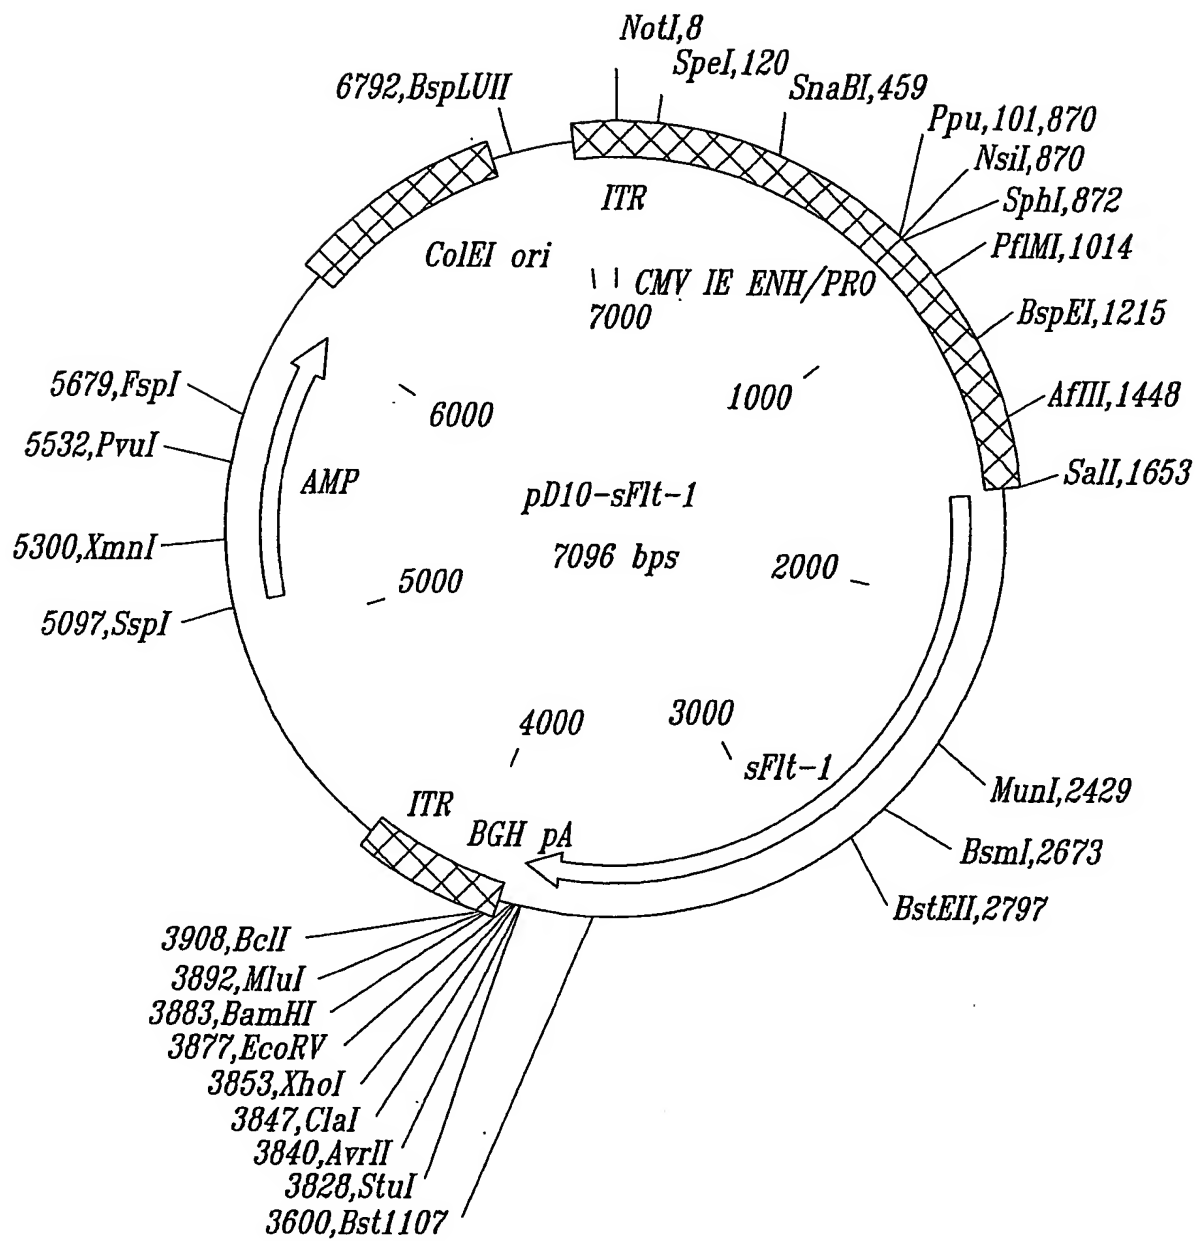 NotI,8
SpeI,120
6792,BspLUII
SnaBI,459
Ppu,101,870
NsiI,870
SphI,872
PflMI,1014
ITR
ColEI ori
CMV IE ENH/PRO
7000
BspEI,1215
5679,FspI
6000
1000
AflII,1448
5532,PvuI
AMP
SalI,1653
pD10-sFlt-1
5300,XmnI
7096 bps
2000
5000
5097,SspI
4000
3000
sFlt-1
MunI,2429
ITR
BGH pA
BsmI,2673
BstEII,2797
3908,BclI
3892,MluI
3883,BamHI
3877,EcoRV
3853,XhoI
3847,ClaI
3840,AvrII
3828,StuI
3600,Bst1107